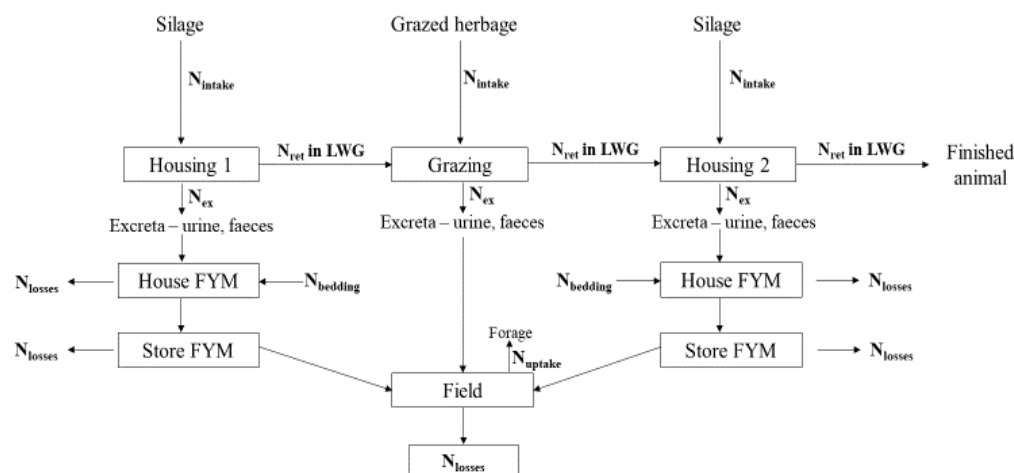 Silage
Grazed herbage
Silage
N_intake
N_intake
N_intake
Housing 1
N_ret in LWG
Grazing
N_ret in LWG
Housing 2
N_ret in LWG
Finished
animal
N_ex
N_ex
N_ex
Excreta – urine, faeces
Excreta – urine, faeces
Excreta – urine, faeces
N_losses
House FYM
N_bedding
N_bedding
House FYM
N_losses
N_losses
Store FYM
Forage
N_uptake
Store FYM
N_losses
Field
N_losses